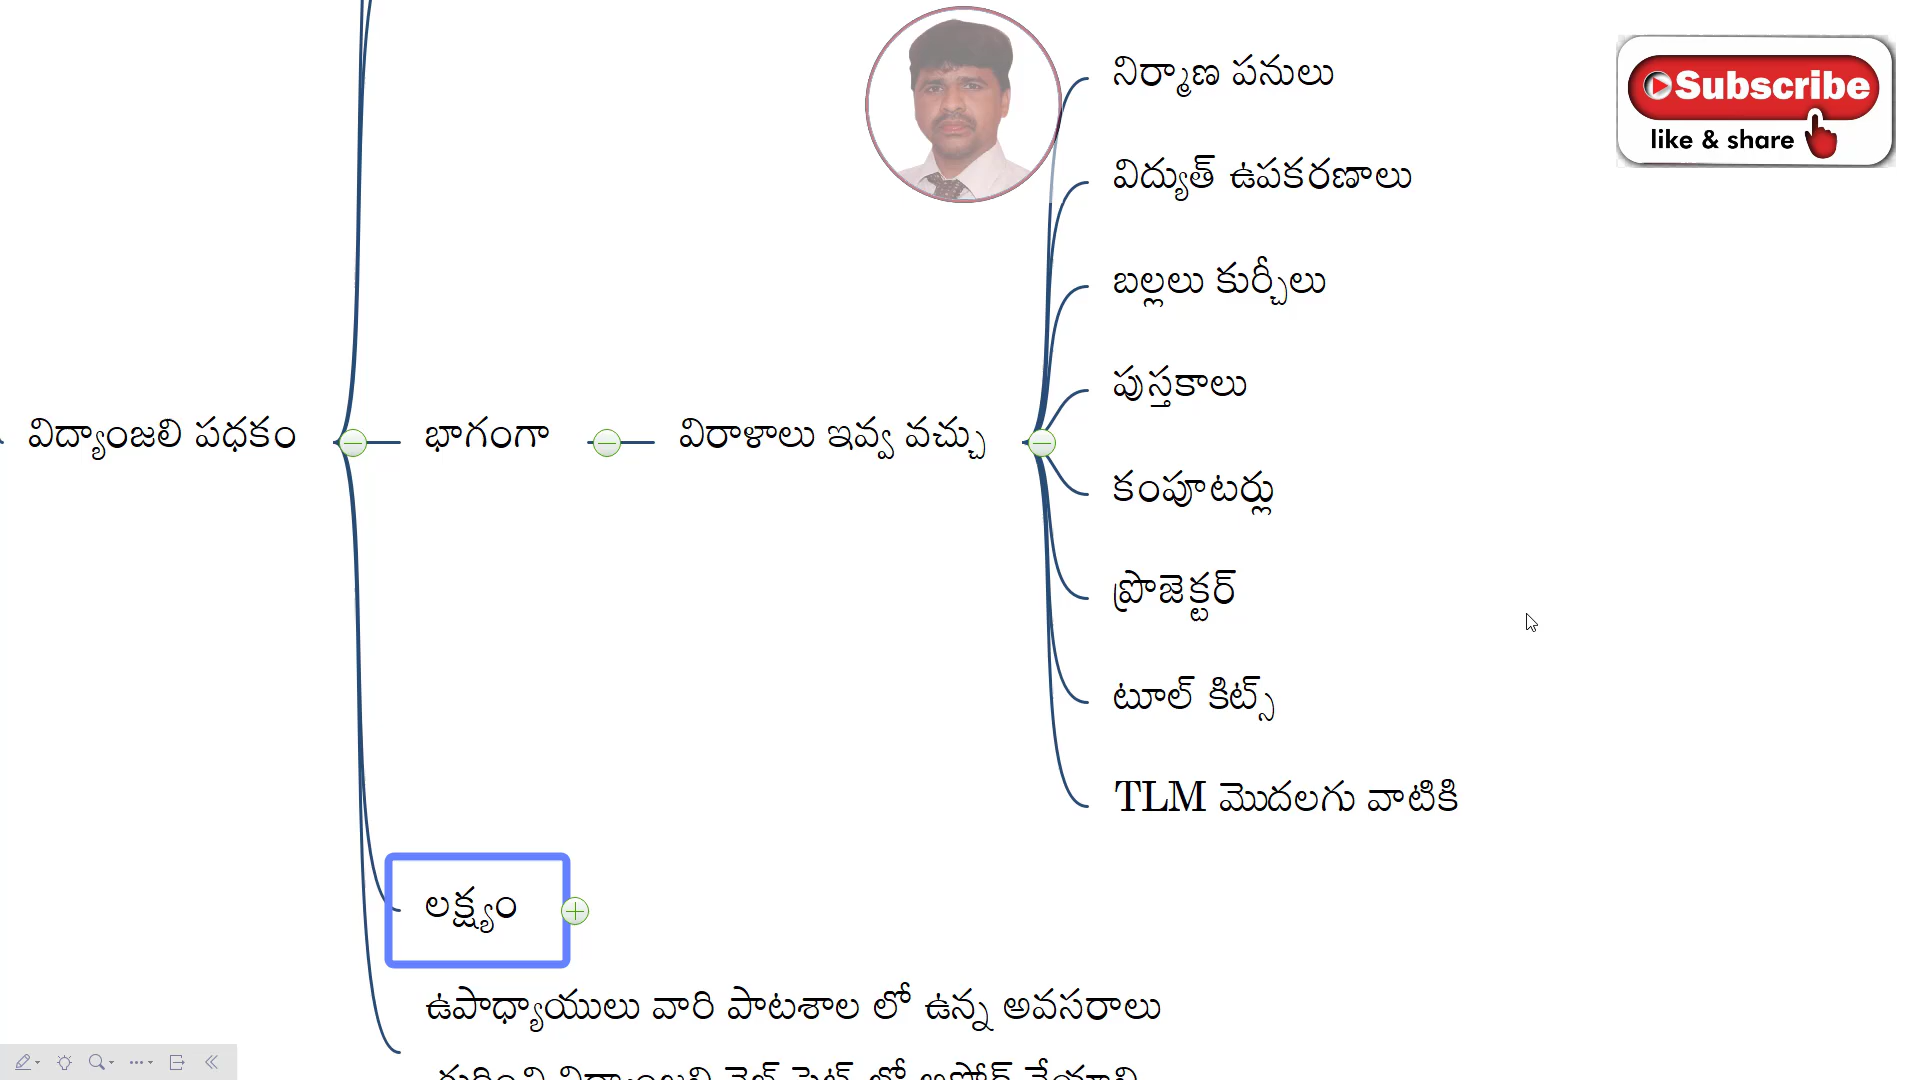 నిర్మాణ పనులు
Subscribe
like & share
విద్యుత్ ఉపకరణాలు
బల్లలు కుర్చీలు
పుస్తకాలు
విద్యాంజలి పధకం
భాగంగా
విరాళాలు ఇవ్వ వచ్చు
కంపూటర్లు
ప్రొజెక్టర్
టూల్ కిట్స్
TLM మొదలగు వాటికి
లక్ష్యం
ఉపాధ్యాయులు వారి పాటశాల లో ఉన్న అవసరాలు